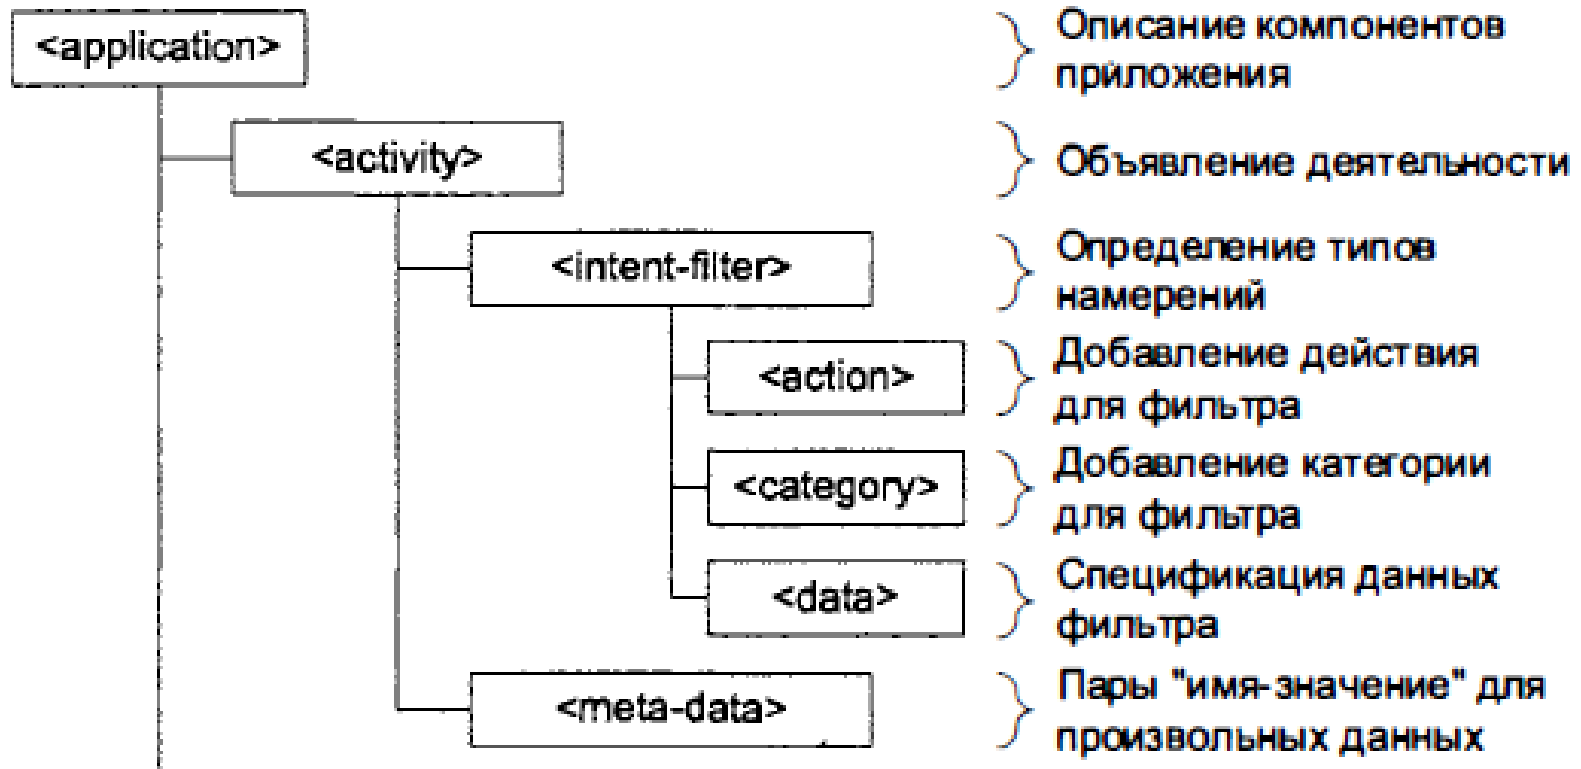 <application>
Описание компонентов
приложения
<activity>
Объявление деятельности
<intent-filter>
Определение типов
намерений
<action>
Добавление действия
для фильтра
<category>
Добавление категории
для фильтра
<data>
Спецификация данных
фильтра
<meta-data>
Пары "имя-значение" для
произвольных данных